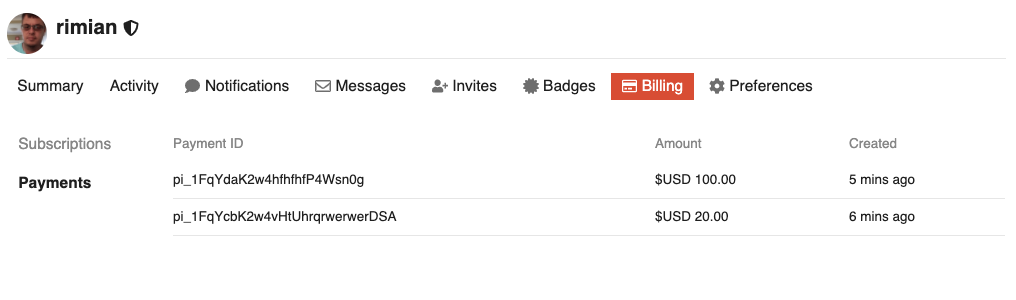 rimian
Summary Activity Notifications Messages Invites Badges Billing Preferences
Subscriptions Payment ID Amount Created
Payments pi_1FqYdaK2w4hfhfhfP4Wsn0g $USD 100.00 5 mins ago
pi_1FqYcbK2w4vHtUhrqrwerwerDSA $USD 20.00 6 mins ago